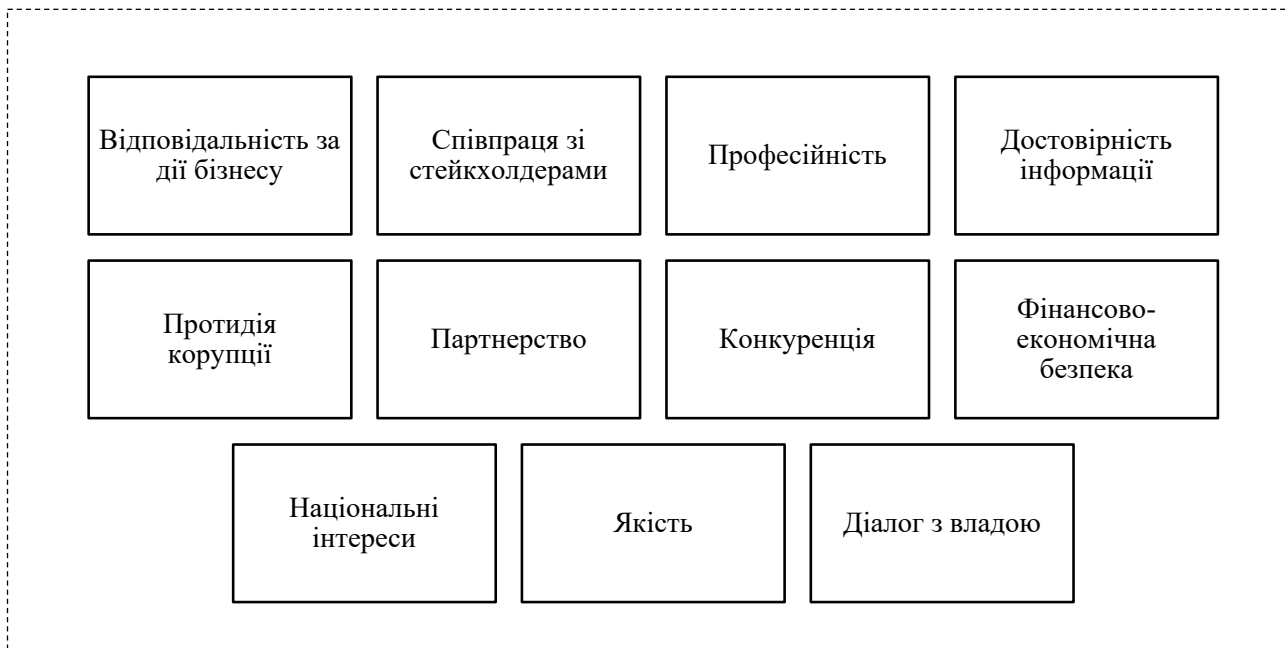 Відповідальність за
дії бізнесу
Співпраця зі
стейкхолдерами
Професійність
Достовірність
інформації
Протидія
корупції
Партнерство
Конкуренція
Фінансово-
економічна
безпека
Національні
інтереси
Якість
Діалог з владою